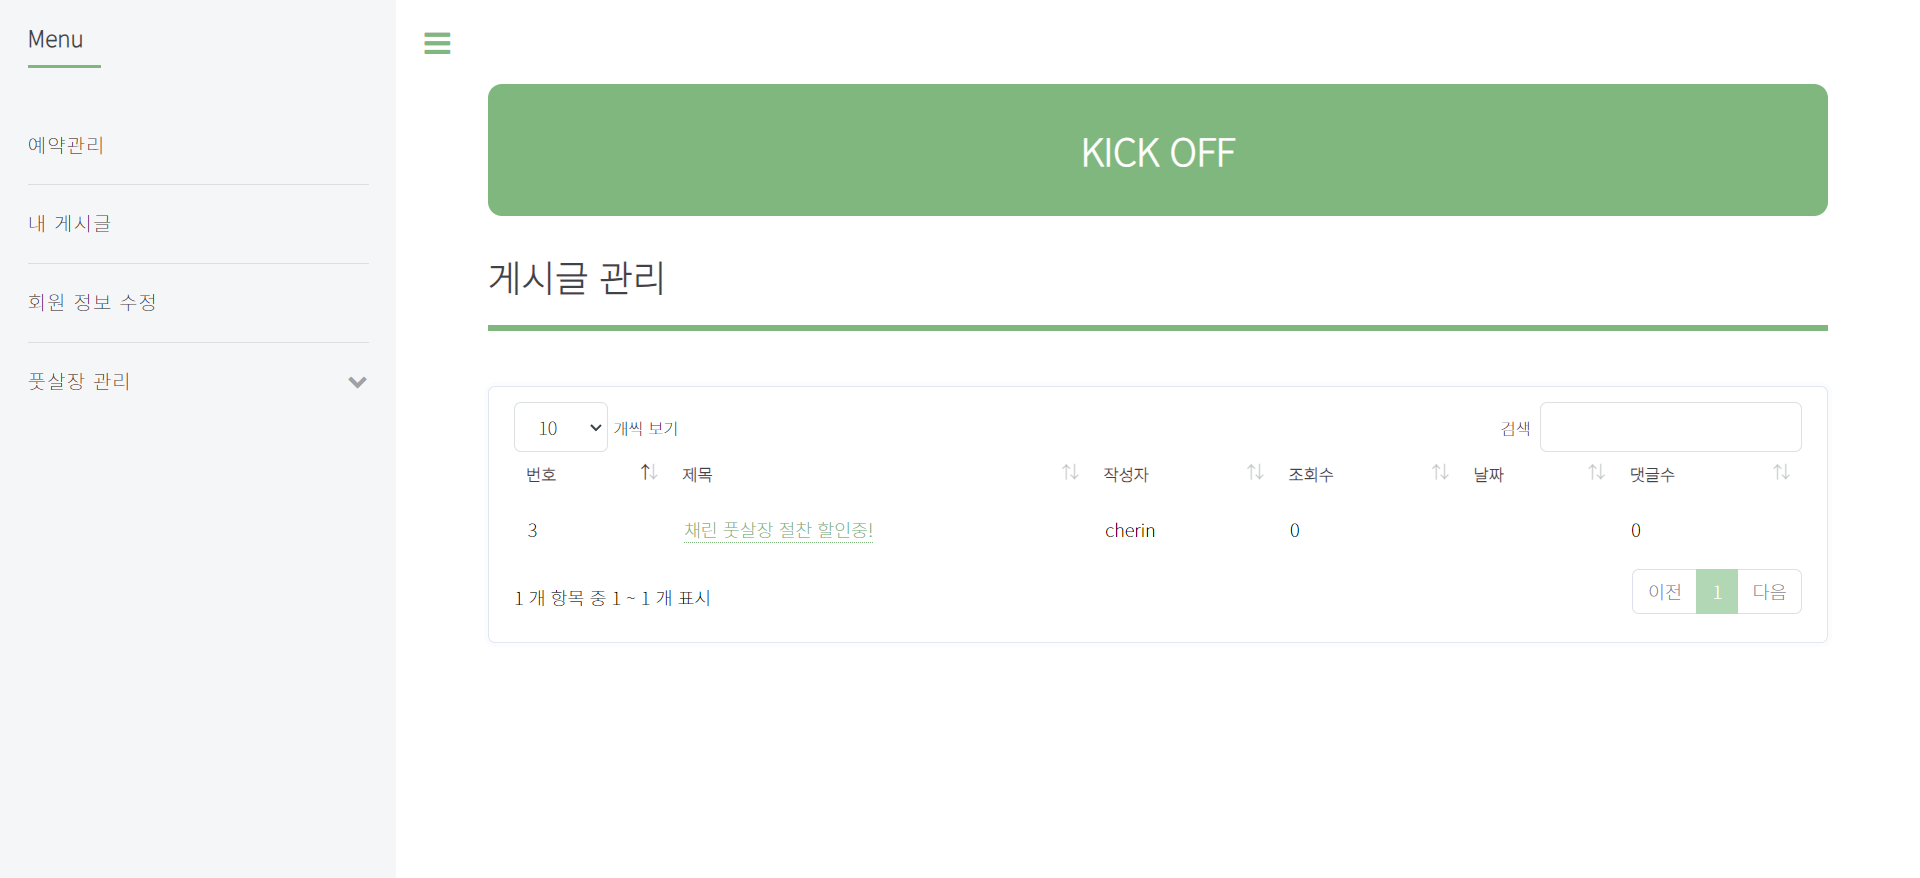 Menu
예약관리
내 게시글
회원 정보 수정
풋살장 관리
KICK OFF
게시글 관리
10 개씩 보기 검색
번호 제목 작성자 조회수 날짜 댓글수
3 채린 풋살장 절찬 할인중! cherin 0 0
1 개 항목 중 1 ~ 1 개 표시
이전 1 다음